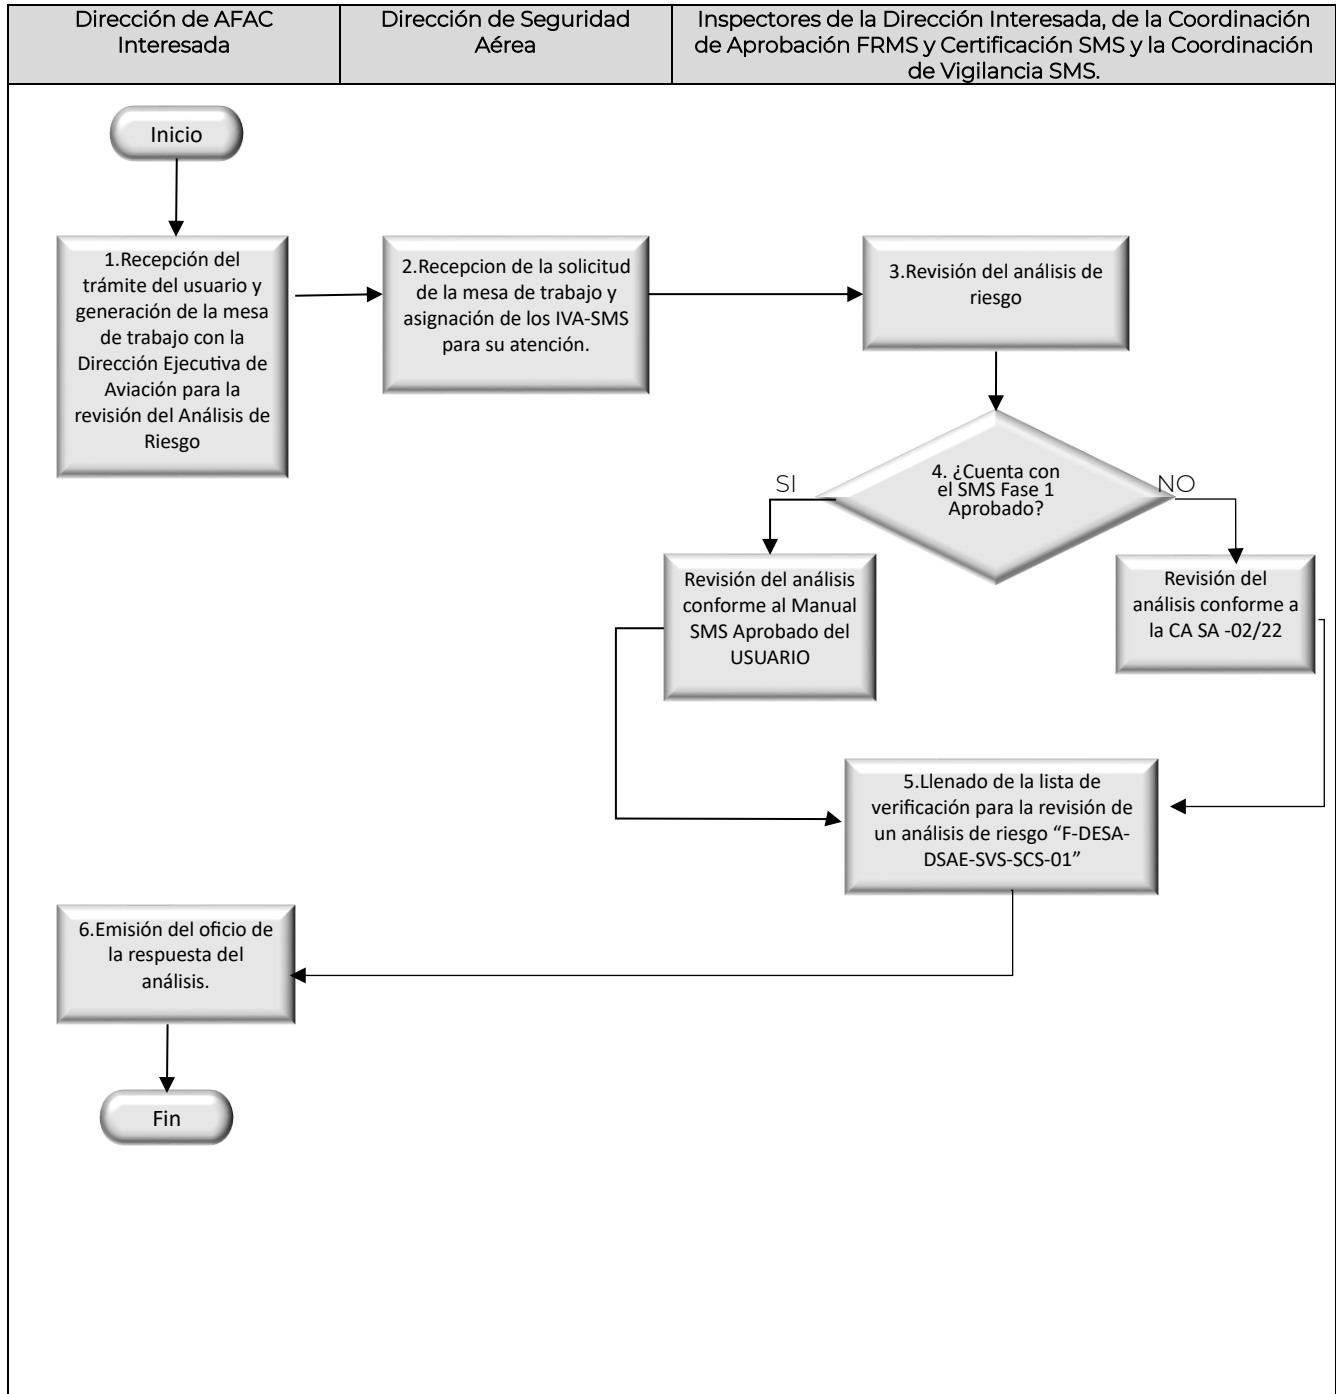 Dirección de AFAC
Interesada
Dirección de Seguridad
Aérea
Inspectores de la Dirección Interesada, de la Coordinación
de Aprobación FRMS y Certificación SMS y la Coordinación
de Vigilancia SMS.
Inicio
1.Recepción del
trámite del usuario y
generación de la mesa
de trabajo con la
Dirección Ejecutiva de
Aviación para la
revisión del Análisis de
Riesgo
2.Recepcion de la solicitud
de la mesa de trabajo y
asignación de los IVA-SMS
para su atención.
3.Revisión del análisis de
riesgo
4. ¿Cuenta con
el SMS Fase 1
Aprobado?
SI
NO
Revisión del análisis
conforme al Manual
SMS Aprobado del
USUARIO
Revisión del
análisis conforme a
la CA SA -02/22
5.Llenado de la lista de
verificación para la revisión de
un análisis de riesgo “F-DESA-
DSAE-SVS-SCS-01”
6.Emisión del oficio de
la respuesta del
análisis.
Fin